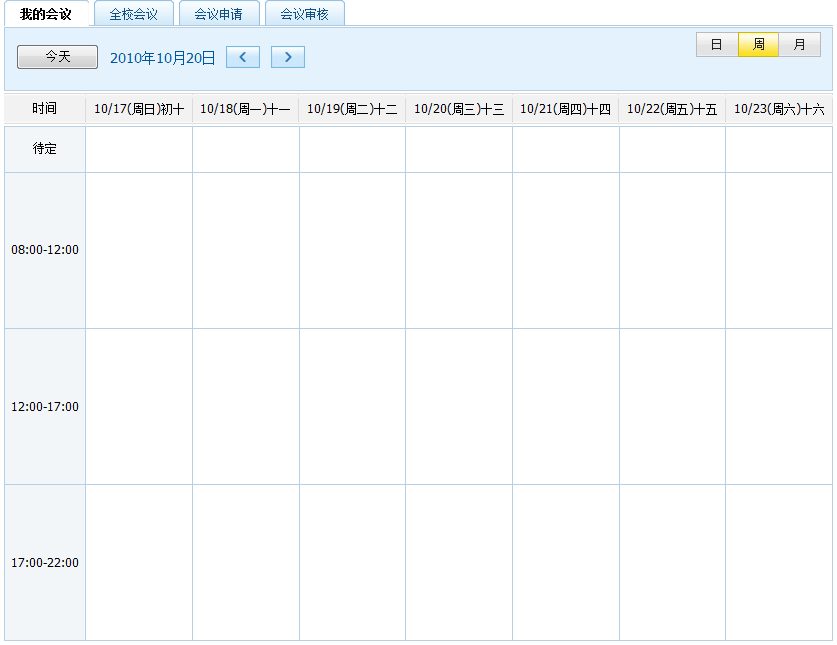 我的会议 全校会议 会议申请 会议审核
今天 2010年10月20日 日 周 月
时间 10/17(周日)初十 10/18(周一)十一 10/19(周二)十二 10/20(周三)十三 10/21(周四)十四 10/22(周五)十五 10/23(周六)十六
待定
08:00-12:00
12:00-17:00
17:00-22:00